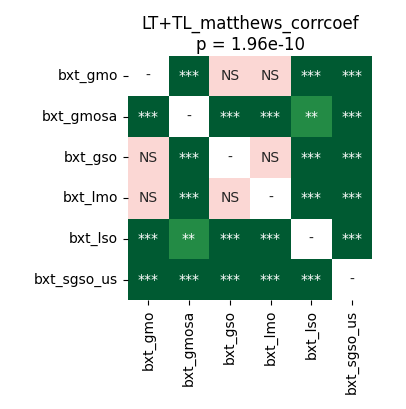 LT+TL_matthews_corrcoef
p = 1.96e-10
bxt_gmo - *** NS NS *** ***
bxt_gmosa *** - *** *** ** ***
bxt_gso NS *** - NS *** ***
bxt_lmo NS *** NS - *** ***
bxt_lso *** ** *** *** - ***
bxt_sgso_us *** *** *** *** *** -
bxt_gmo
bxt_gmosa
bxt_gso
bxt_lmo
bxt_lso
bxt_sgso_us